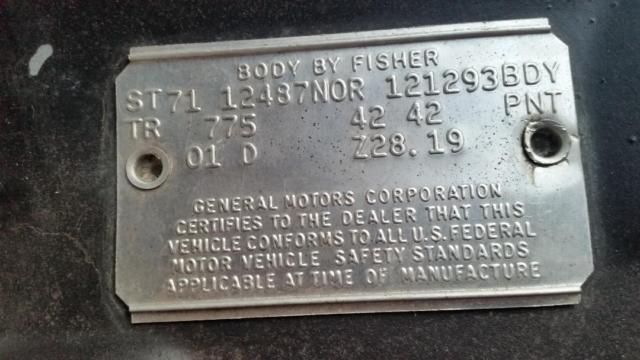 BODY BY FISHER
ST71 12487NOR 121293BDY
TR 775 42 42 PNT
01 D Z28.19
GENERAL MOTORS CORPORATION
CERTIFIES TO THE DEALER THAT THIS
VEHICLE CONFORMS TO ALL U.S. FEDERAL
MOTOR VEHICLE SAFETY STANDARDS
APPLICABLE AT TIME OF MANUFACTURE